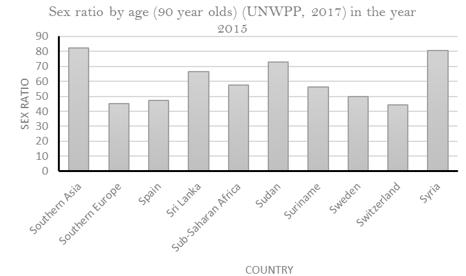 Sex ratio by age (90 year olds) (UNWPP, 2017) in the year
2015
90
80
70
60
50
40
30
20
10
0
SEX RATIO
Southern Asia
Southern Europe
Spain
Sri Lanka
Sub-Saharan Africa
Sudan
Suriname
Sweden
Switzerland
Syria
COUNTRY